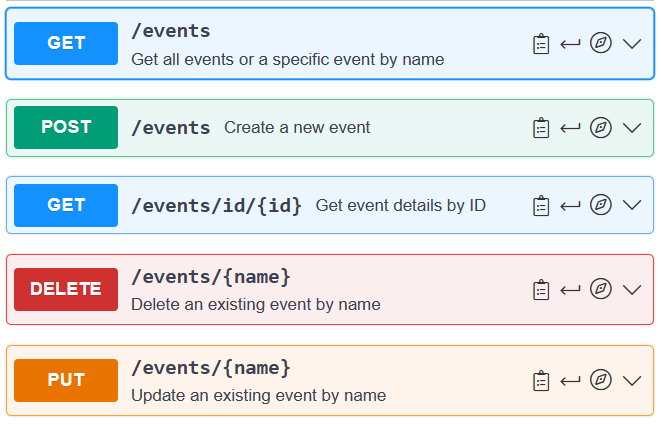 GET /events
Get all events or a specific event by name
POST /events Create a new event
GET /events/id/{id} Get event details by ID
DELETE /events/{name}
Delete an existing event by name
PUT /events/{name}
Update an existing event by name